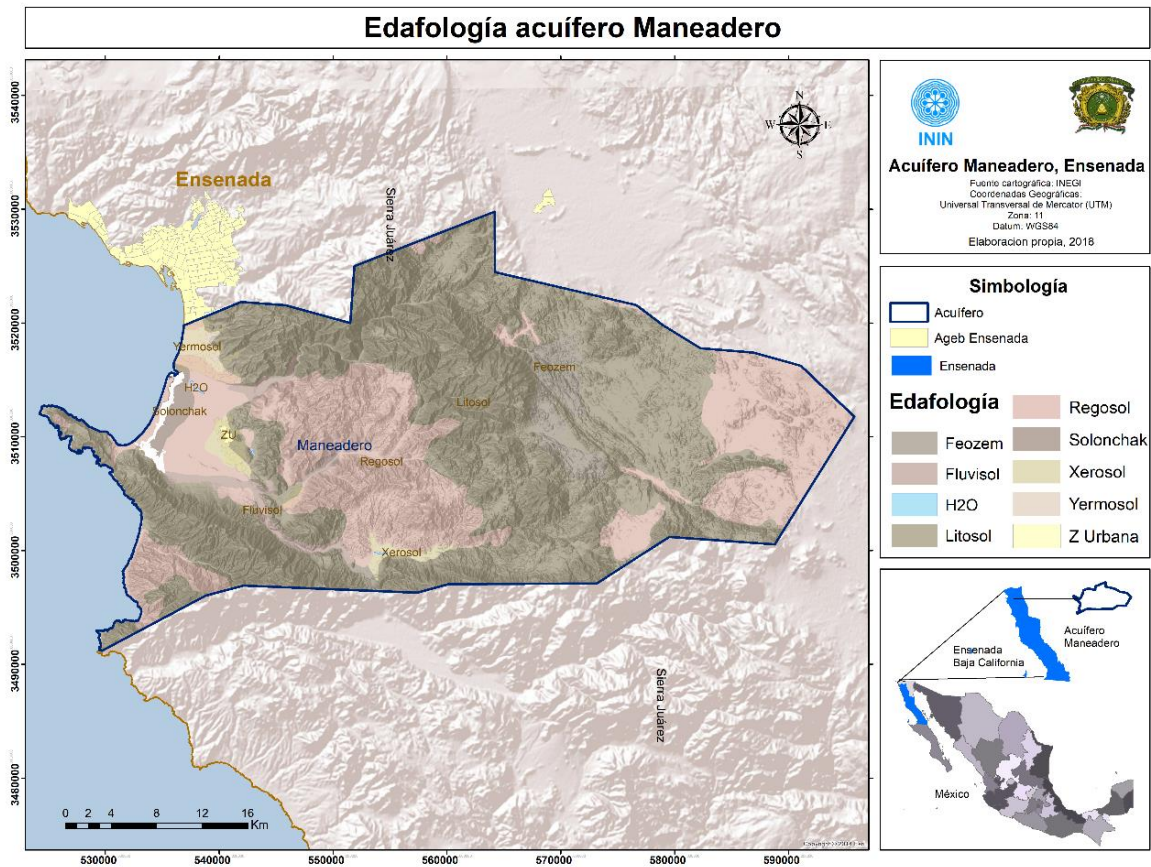 Edafología acuífero Maneadero
ININ
Acuífero Maneadero, Ensenada
Fuente cartográfica: INEGI
Coordenadas Geográficas:
Universal Transversal de Mercator (UTM)
Zona: 11
Datum: WGS84
Elaboracion propia, 2018
Simbología
Acuífero
Ageb Ensenada
Ensenada
Edafología
Feozem
Fluvisol
H2O
Litosol
Regosol
Solonchak
Xerosol
Yermosol
Z Urbana
Ensenada
Baja California
Acuífero
Maneadero
México
N
W
E
S
Ensenada
Sierra Juárez
Yermosol
H2O
Solonchak
ZU
Maneadero
Regosol
Litosol
Feozem
Fluvisol
Xerosol
Sierra Juárez
0 2 4 8 12 16
Km
3540000
3530000
3520000
3510000
3500000
3490000
3480000
530000
540000
550000
560000
570000
580000
590000